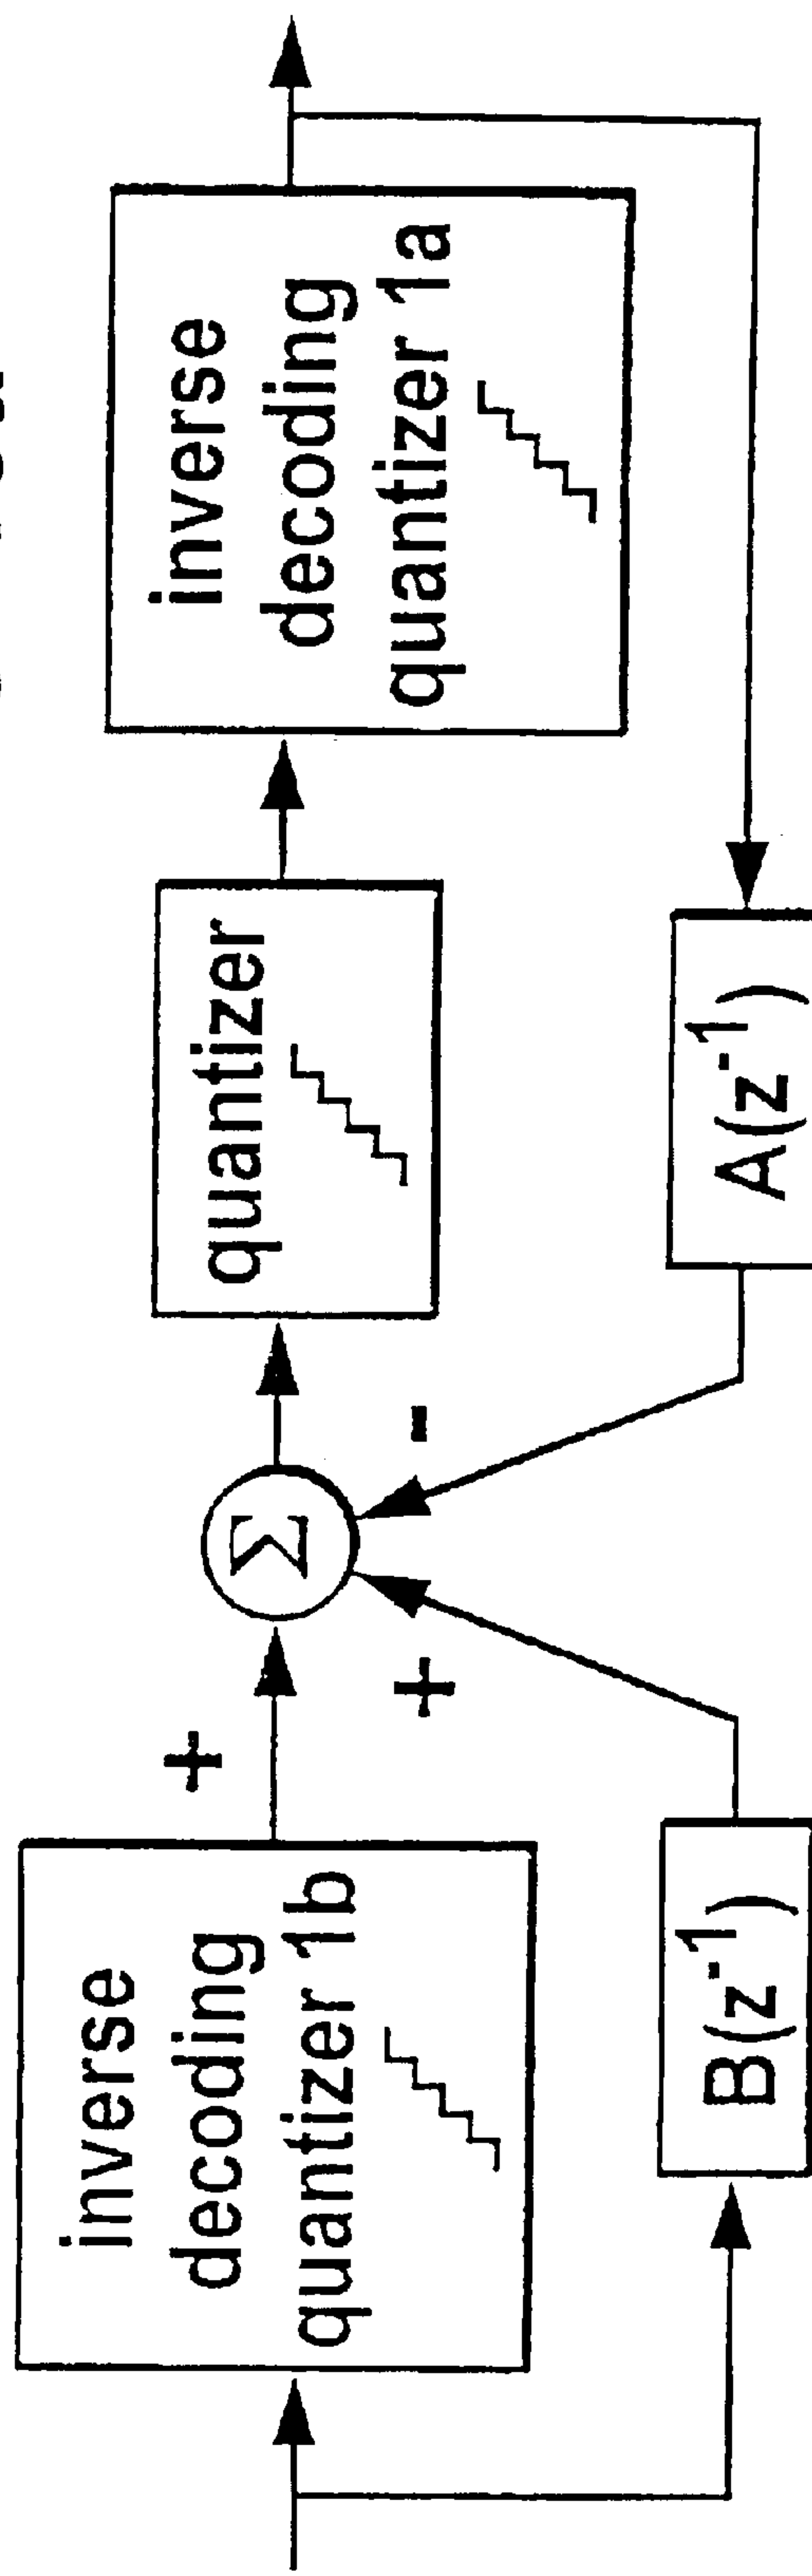 inverse
decoding
quantizer 1b
+
Σ
+
-
quantizer
inverse
decoding
quantizer 1a
B(z⁻¹)
A(z⁻¹)